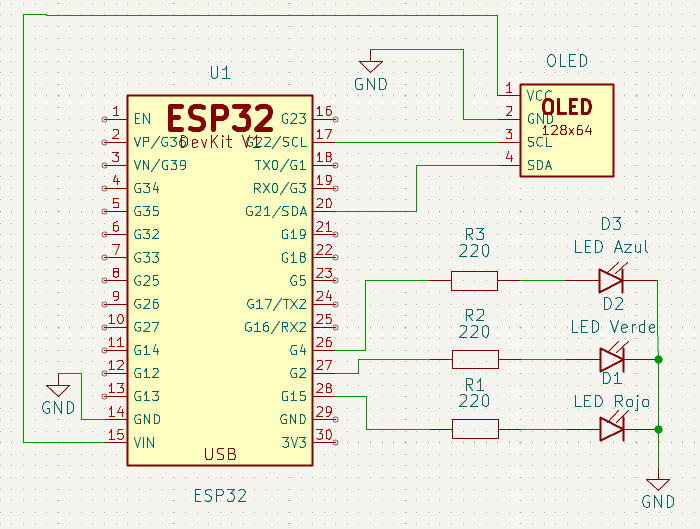 OLED
U1
GND
1 VCC
OLED
2 GND
128x64
3 SCL
4 SDA
ESP32
DevKit V1
1 EN G23 16
2 VP/G36 G22/SCL 17
3 VN/G39 TX0/G1 18
4 G34 RX0/G3 19
5 G35 G21/SDA 20
6 G32 G19 21
7 G33 G18 22
8 G25 G5 23
9 G26 G17/TX2 24
10 G27 G16/RX2 25
11 G14 G4 26
12 G12 G2 27
13 G13 G15 28
14 GND GND 29
15 VIN 3V3 30
USB
ESP32
GND
R3
220
D3
LED Azul
R2
220
D2
LED Verde
R1
220
D1
LED Rojo
GND